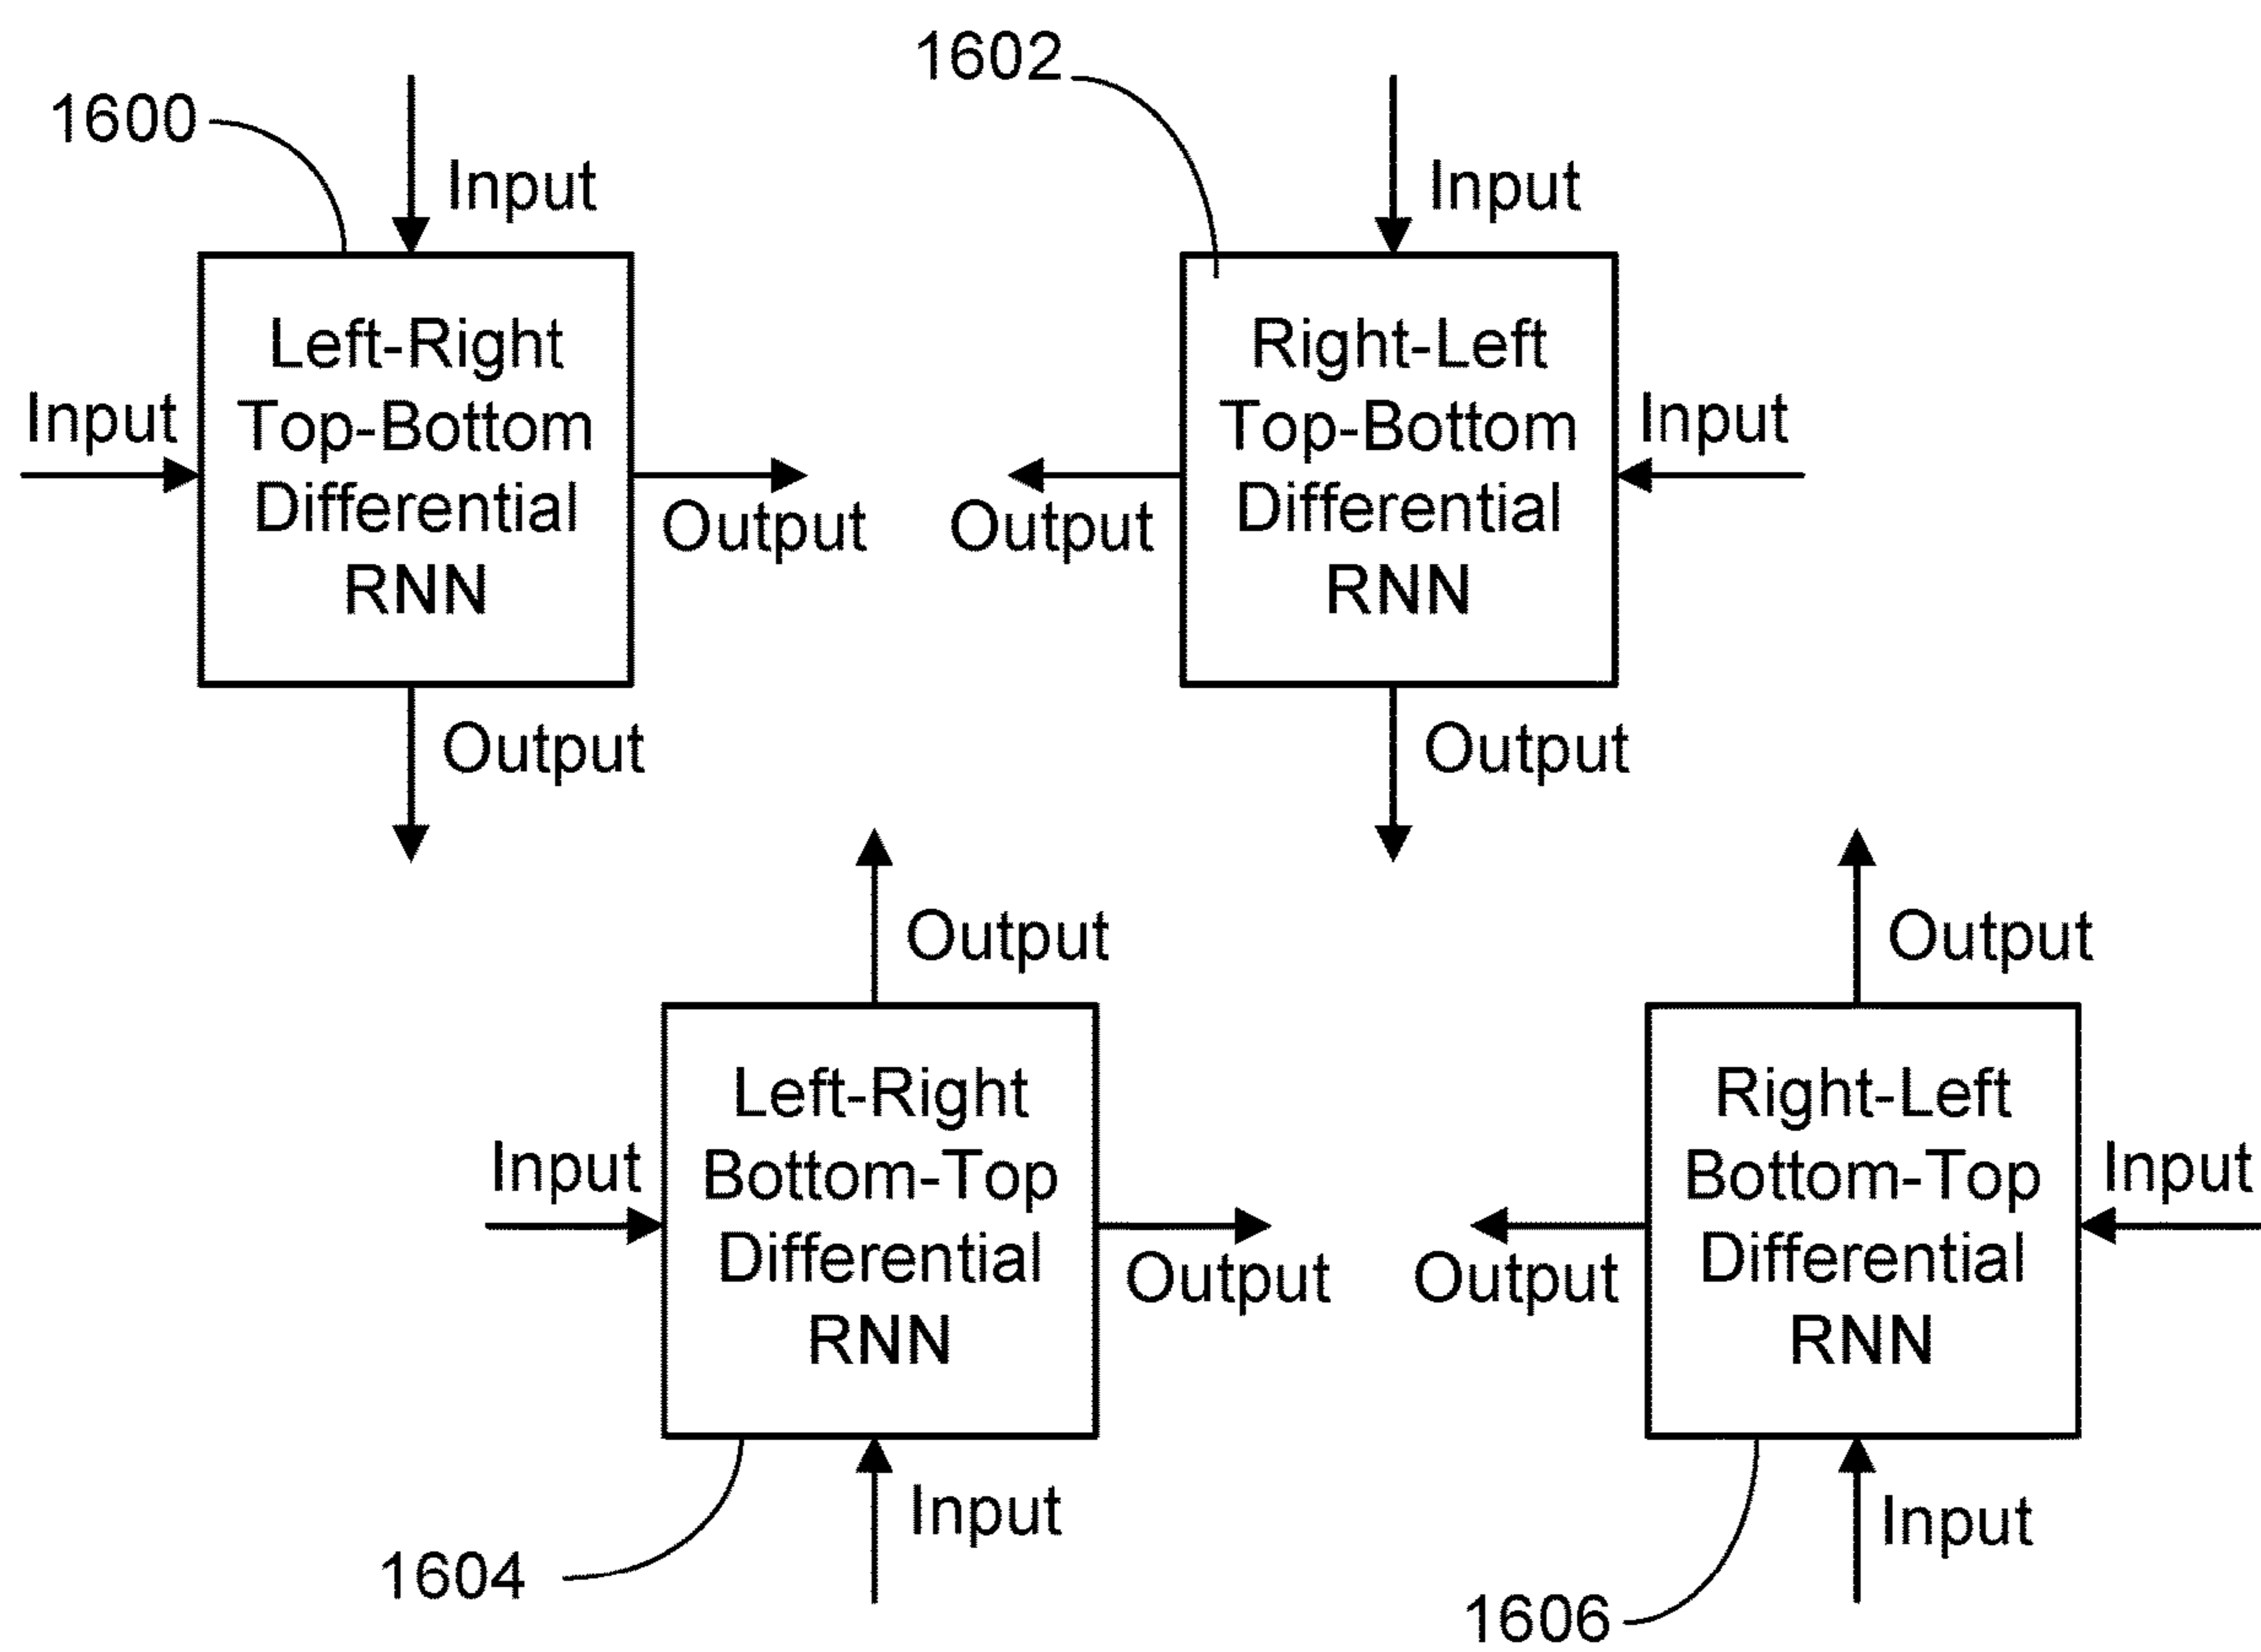 1602
1600
Input
Input
Left-Right
Top-Bottom
Differential
RNN
Input
Output
Output
Right-Left
Top-Bottom
Differential
RNN
Input
Output
Output
Output
Left-Right
Bottom-Top
Differential
RNN
Input
Output
Input
1604
Output
Right-Left
Bottom-Top
Differential
RNN
Input
Output
Input
1606